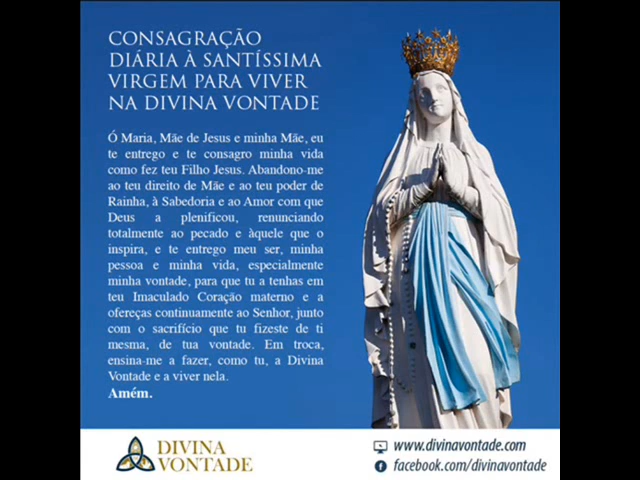 CONSAGRAÇÃO
DIÁRIA À SANTÍSSIMA
VIRGEM PARA VIVER
NA DIVINA VONTADE
Ó Maria, Mãe de Jesus e minha Mãe, eu
te entrego e te consagro minha vida
como fez teu Filho Jesus. Abandono-me
ao teu direito de Mãe e ao teu poder de
Rainha, à Sabedoria e ao Amor com que
Deus a plenificou, renunciando
totalmente ao pecado e àquele que o
inspira, e te entrego meu ser, minha
pessoa e minha vida, especialmente
minha vontade, para que tu a tenhas em
teu Imaculado Coração materno e a
ofereças continuamente ao Senhor, junto
com o sacrifício que tu fizeste de ti
mesma, de tua vontade. Em troca,
ensina-me a fazer, como tu, a Divina
Vontade e a viver nela.
Amém.
DIVINA
VONTADE
www.divinavontade.com
facebook.com/divinavontade